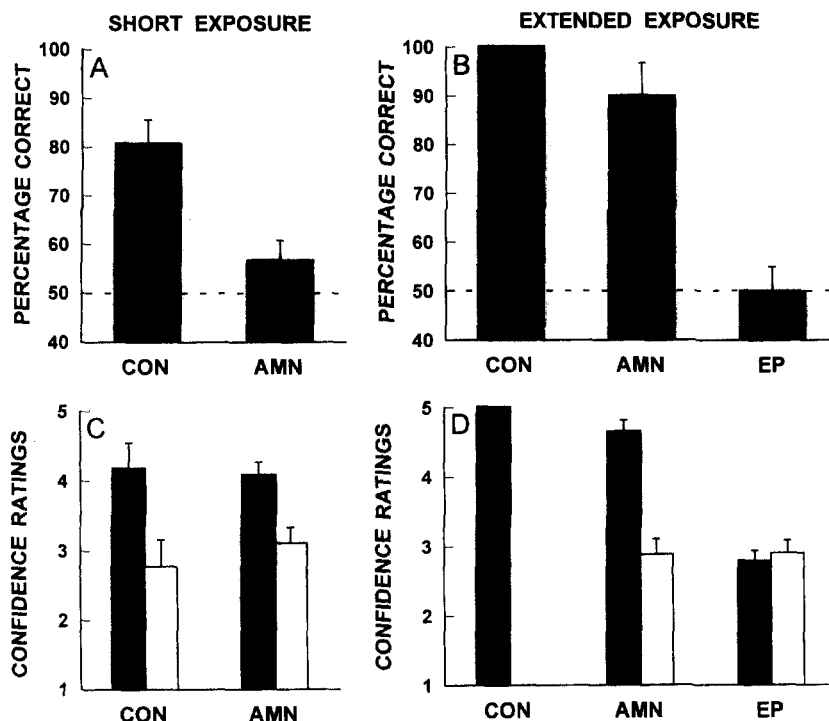 SHORT EXPOSURE
EXTENDED EXPOSURE
A
PERCENTAGE CORRECT
100
90
80
70
60
50
40
CON AMN
B
PERCENTAGE CORRECT
100
90
80
70
60
50
40
CON AMN EP
C
CONFIDENCE RATINGS
5
4
3
2
1
CON AMN
D
CONFIDENCE RATINGS
5
4
3
2
1
CON AMN EP